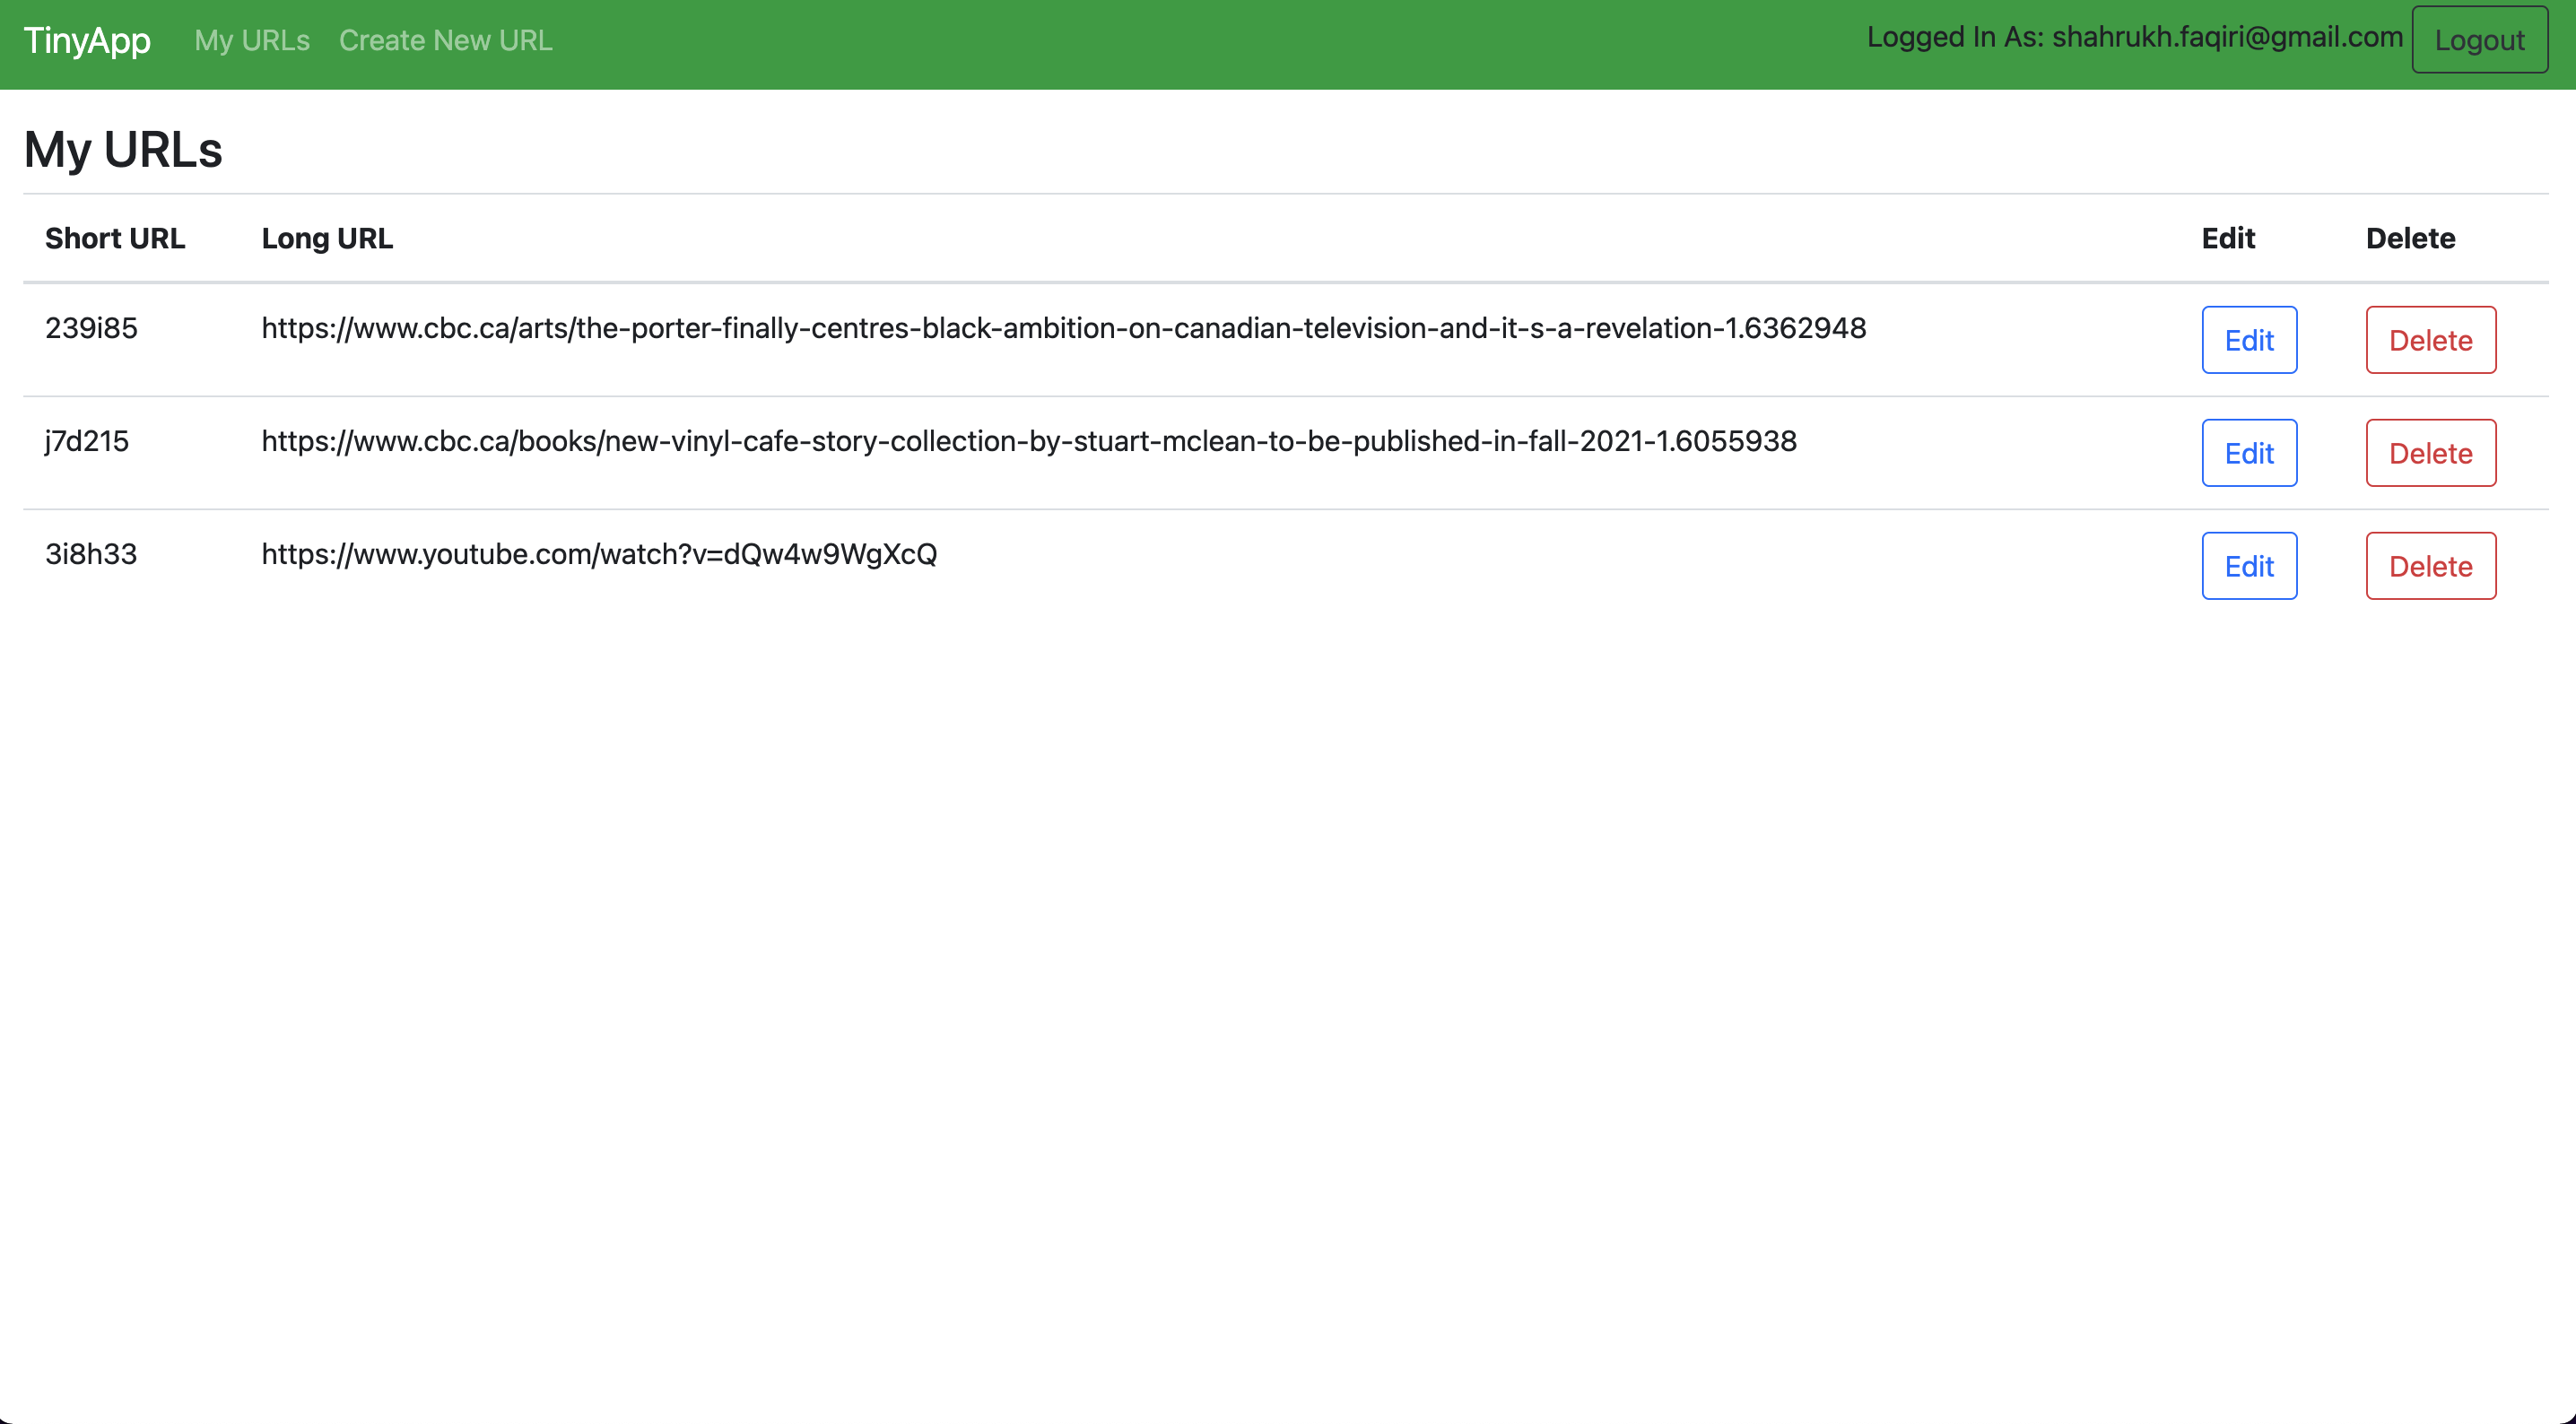 TinyApp My URLs Create New URL Logged In As: shahrukh.faqiri@gmail.com Logout
My URLs
Short URL Long URL Edit Delete
239i85 https://www.cbc.ca/arts/the-porter-finally-centres-black-ambition-on-canadian-television-and-it-s-a-revelation-1.6362948 Edit Delete
j7d215 https://www.cbc.ca/books/new-vinyl-cafe-story-collection-by-stuart-mclean-to-be-published-in-fall-2021-1.6055938 Edit Delete
3i8h33 https://www.youtube.com/watch?v=dQw4w9WgXcQ Edit Delete